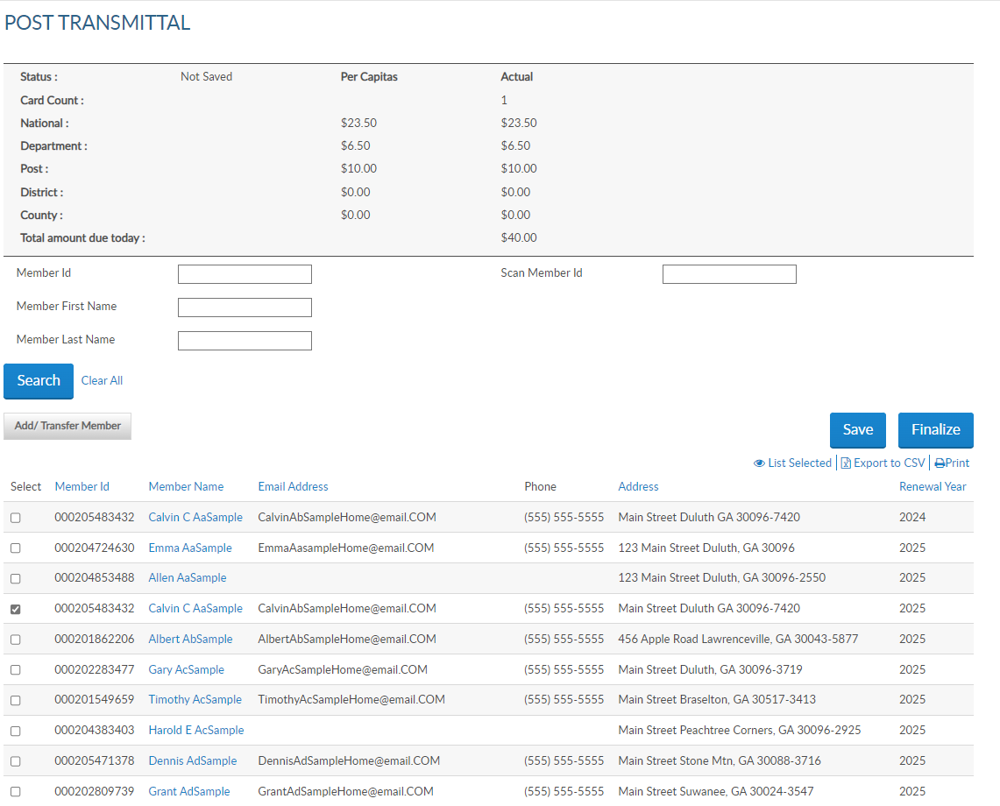 POST TRANSMITTAL
Status : Not Saved Per Capitas Actual
Card Count : 1
National : $23.50 $23.50
Department : $6.50 $6.50
Post : $10.00 $10.00
District : $0.00 $0.00
County : $0.00 $0.00
Total amount due today : $40.00
Member Id Scan Member Id
Member First Name
Member Last Name
Search Clear All
Add/ Transfer Member Save Finalize
List Selected Export to CSV Print
Select Member Id Member Name Email Address Phone Address Renewal Year
000205483432 Calvin C AaSample CalvinAbSampleHome@email.COM (555) 555-5555 Main Street Duluth GA 30096-7420 2024
000204724630 Emma AaSample EmmaAasampleHome@email.COM (555) 555-5555 123 Main Street Duluth, GA 30096 2025
000204853488 Allen AaSample 123 Main Street Duluth, GA 30096-2550 2025
000205483432 Calvin C AaSample CalvinAbSampleHome@email.COM (555) 555-5555 Main Street Duluth GA 30096-7420 2025
000201862206 Albert AbSample AlbertAbSampleHome@email.COM (555) 555-5555 456 Apple Road Lawrenceville, GA 30043-5877 2025
000202283477 Gary AcSample GaryAcSampleHome@email.COM (555) 555-5555 Main Street Duluth, GA 30096-3719 2025
000201549659 Timothy AcSample TimothyAcSampleHome@email.COM (555) 555-5555 Main Street Braselton, GA 30517-3413 2025
000204383403 Harold E AcSample Main Street Peachtree Corners, GA 30096-2925 2025
000205471378 Dennis AdSample DennisAdSampleHome@email.COM (555) 555-5555 Main Street Stone Mtn, GA 30088-3716 2025
000202809739 Grant AdSample GrantAdSampleHome@email.COM (555) 555-5555 Main Street Suwanee, GA 30024-3547 2025